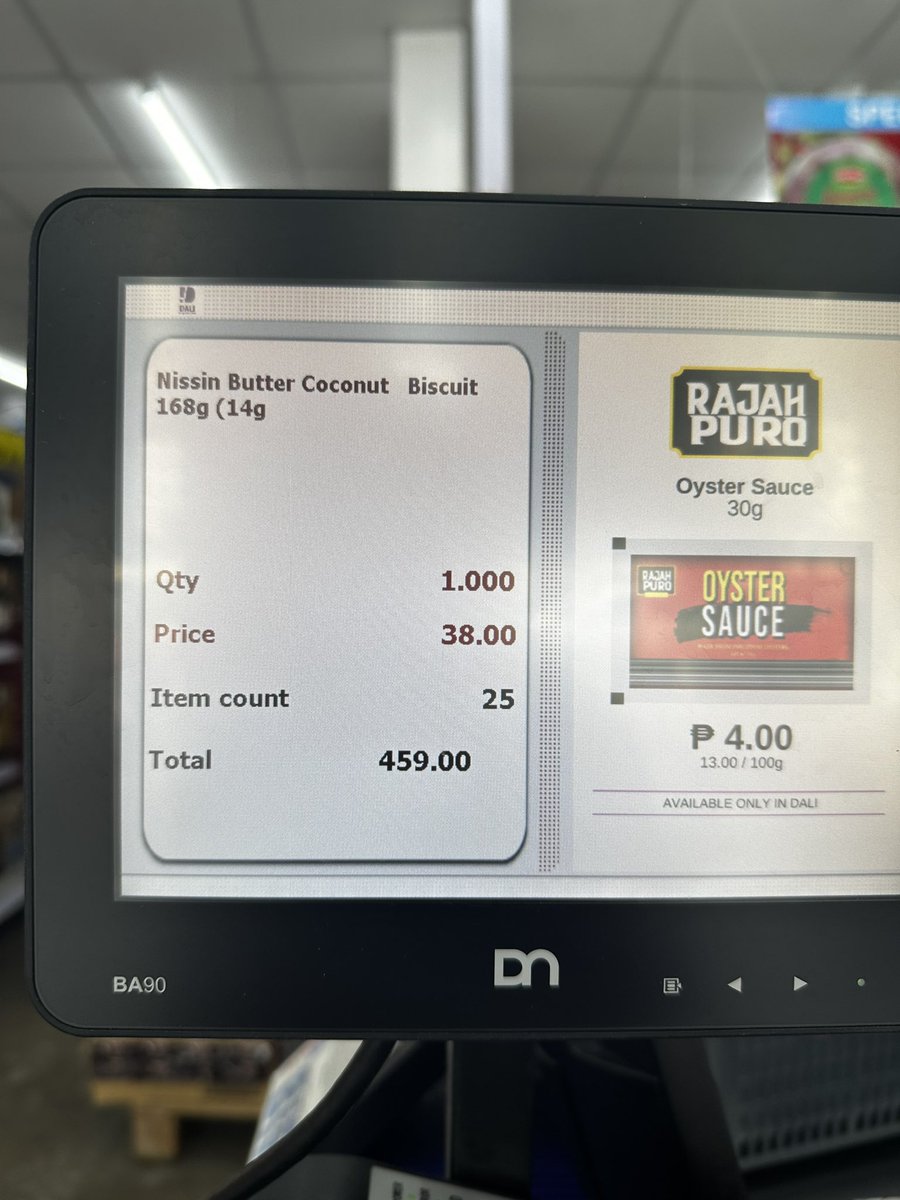 SPE
DALI
Nissin Butter Coconut Biscuit
168g (14g
Qty 1.000
Price 38.00
Item count 25
Total 459.00
RAJAH
PURO
Oyster Sauce
30g
RAJAH
PURO
OYSTER
SAUCE
₱ 4.00
13.00 / 100g
AVAILABLE ONLY IN DALI
BA90
DN